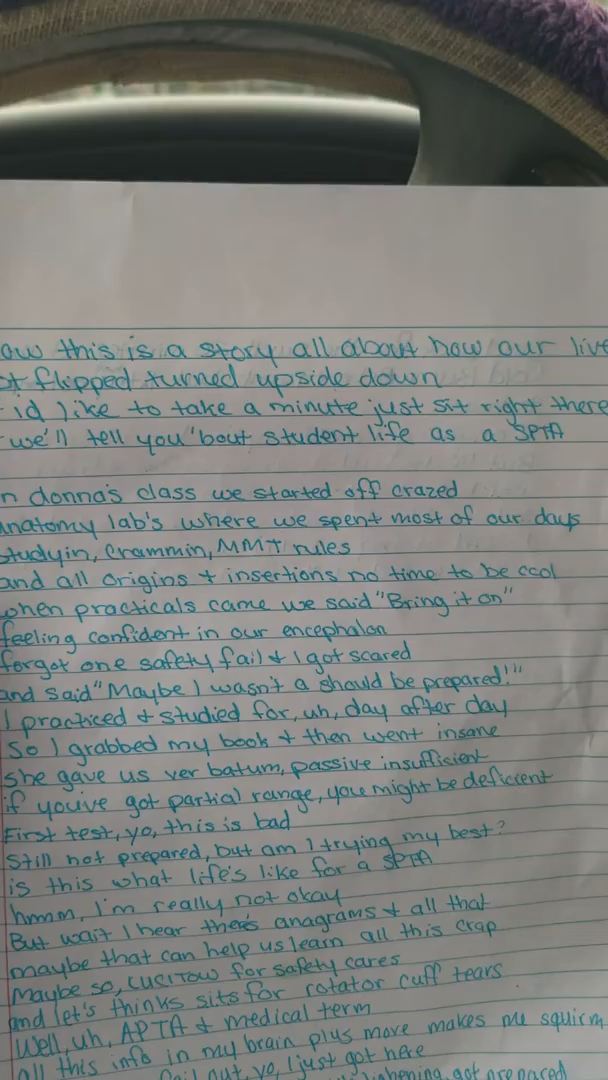 ow this is a story all about how our live
t flipped turned upside down
id like to take a minute just sit right there
we'll tell you 'bout student life as a SPTA
n donna's class we started off crazed
natomy lab's where we spent most of our days
tudyin, Crammin, MMT rules
and all origins + insertions no time to be cool
when practicals came we said "Bring it on"
feeling confident in our encephalon
forgot one safety fail + I got scared
and said "Maybe I wasn't a should be prepared!"
I practiced + studied for, uh, day after day
So I grabbed my book + then went insane
she gave us ver batum, passive insufficient
if youve got partial range, you might be deficient
First test, yo, this is bad
Still not prepared, but am I trying my best?
is this what life's like for a SPTA
hmmm, I'm really not okay
But wait I hear there's anagrams + all that
maybe that can help us learn all this crap
Maybe so, CUCITOW for safety cares
and let's thinks sits for rotator cuff tears
Well, uh, APTA + medical term
all this info in my brain plus move makes me squirm
out, yo, I just got here
got prepared